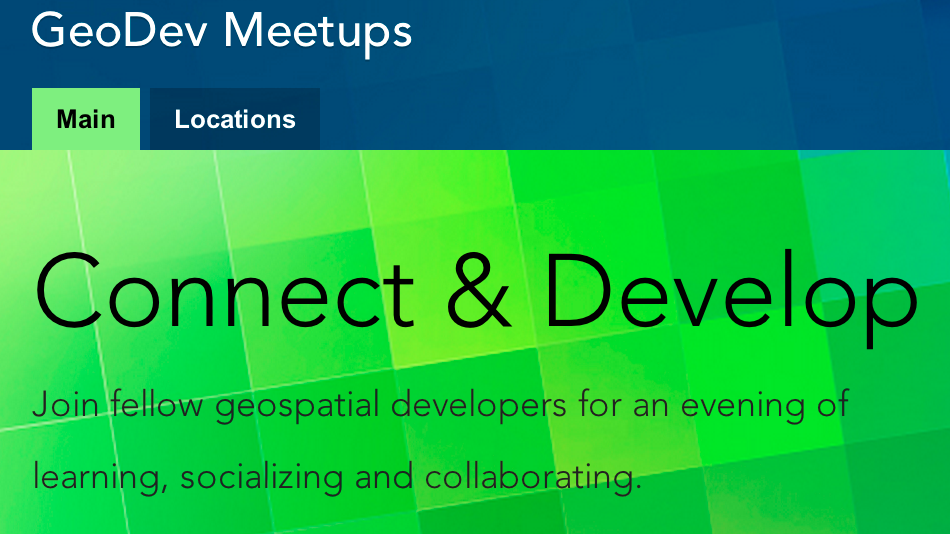 GeoDev Meetups
Main
Locations
Connect & Develop
Join fellow geospatial developers for an evening of
learning, socializing and collaborating.